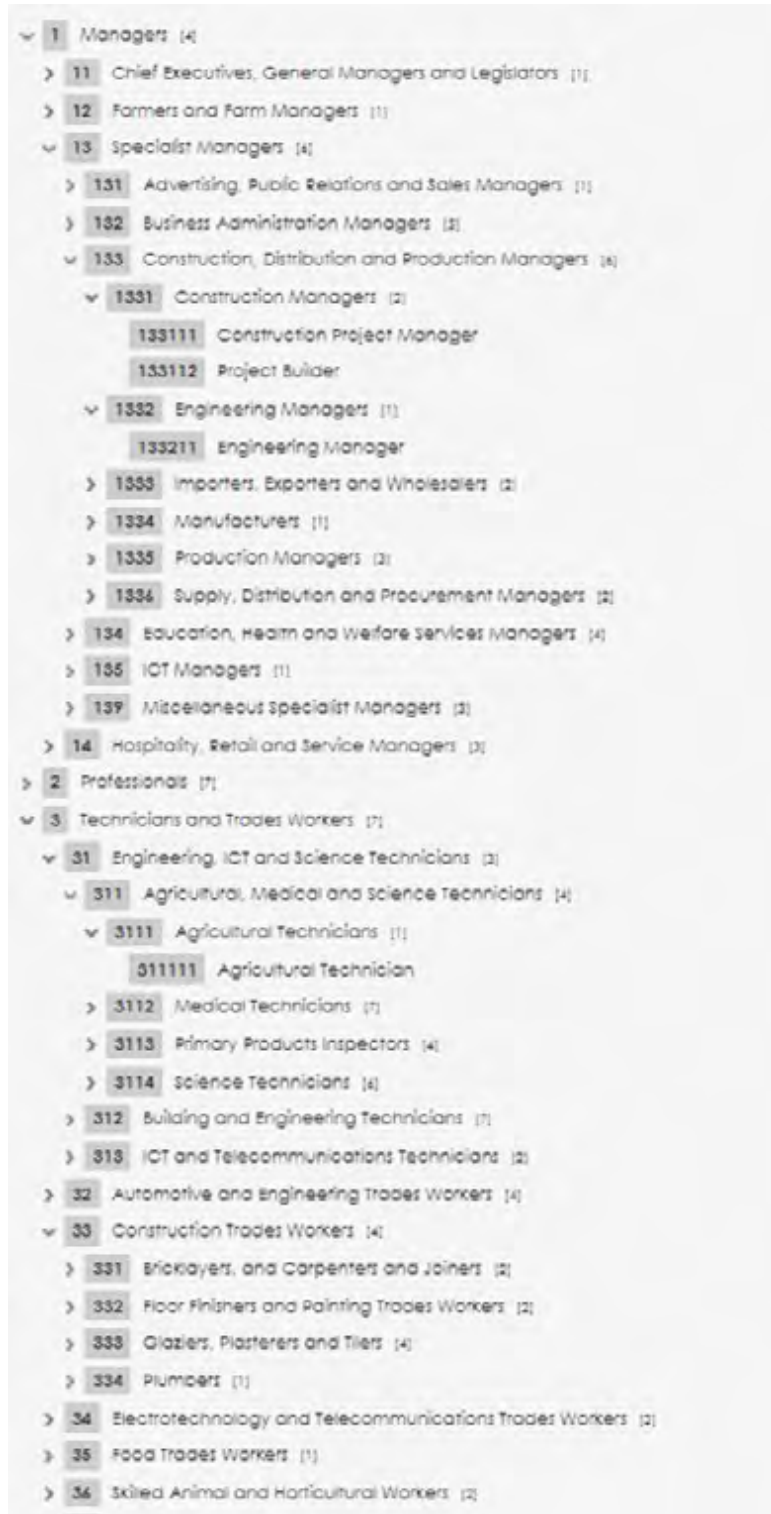 1 Managers [4]
11 Chief Executives, General Managers and Legislators [1]
12 Farmers and Farm Managers [1]
13 Specialist Managers [6]
131 Advertising, Public Relations and Sales Managers [1]
132 Business Administration Managers [3]
133 Construction, Distribution and Production Managers [6]
1331 Construction Managers [2]
133111 Construction Project Manager
133112 Project Builder
1332 Engineering Managers [1]
133211 Engineering Manager
1333 Importers, Exporters and Wholesalers [2]
1334 Manufacturers [1]
1335 Production Managers [3]
1336 Supply, Distribution and Procurement Managers [2]
134 Education, Health and Welfare Services Managers [4]
135 ICT Managers [1]
139 Miscellaneous Specialist Managers [3]
14 Hospitality, Retail and Service Managers [3]
2 Professionals [7]
3 Technicians and Trades Workers [7]
31 Engineering, ICT and Science Technicians [3]
311 Agricultural, Medical and Science Technicians [4]
3111 Agricultural Technicians [1]
311111 Agricultural Technician
3112 Medical Technicians [7]
3113 Primary Products Inspectors [4]
3114 Science Technicians [6]
312 Building and Engineering Technicians [7]
313 ICT and Telecommunications Technicians [2]
32 Automotive and Engineering Trades Workers [4]
33 Construction Trades Workers [4]
331 Bricklayers, and Carpenters and Joiners [2]
332 Floor Finishers and Painting Trades Workers [2]
333 Glaziers, Plasterers and Tilers [4]
334 Plumbers [1]
34 Electrotechnology and Telecommunications Trades Workers [2]
35 Food Trades Workers [1]
36 Skilled Animal and Horticultural Workers [2]